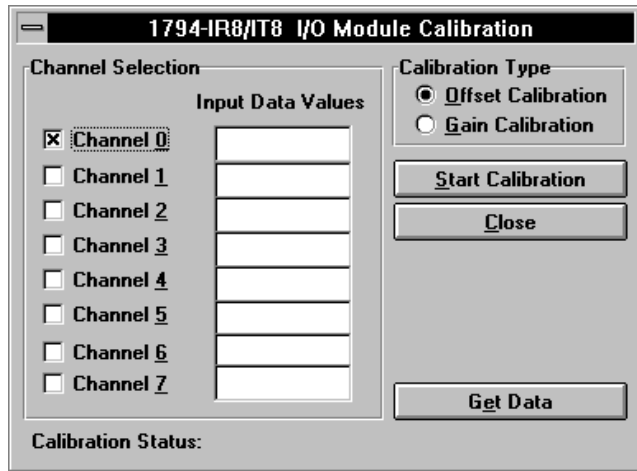 1794-IR8/IT8 I/O Module Calibration
Channel Selection
Input Data Values
Channel 0
Channel 1
Channel 2
Channel 3
Channel 4
Channel 5
Channel 6
Channel 7
Calibration Type
Offset Calibration
Gain Calibration
Start Calibration
Close
Get Data
Calibration Status: